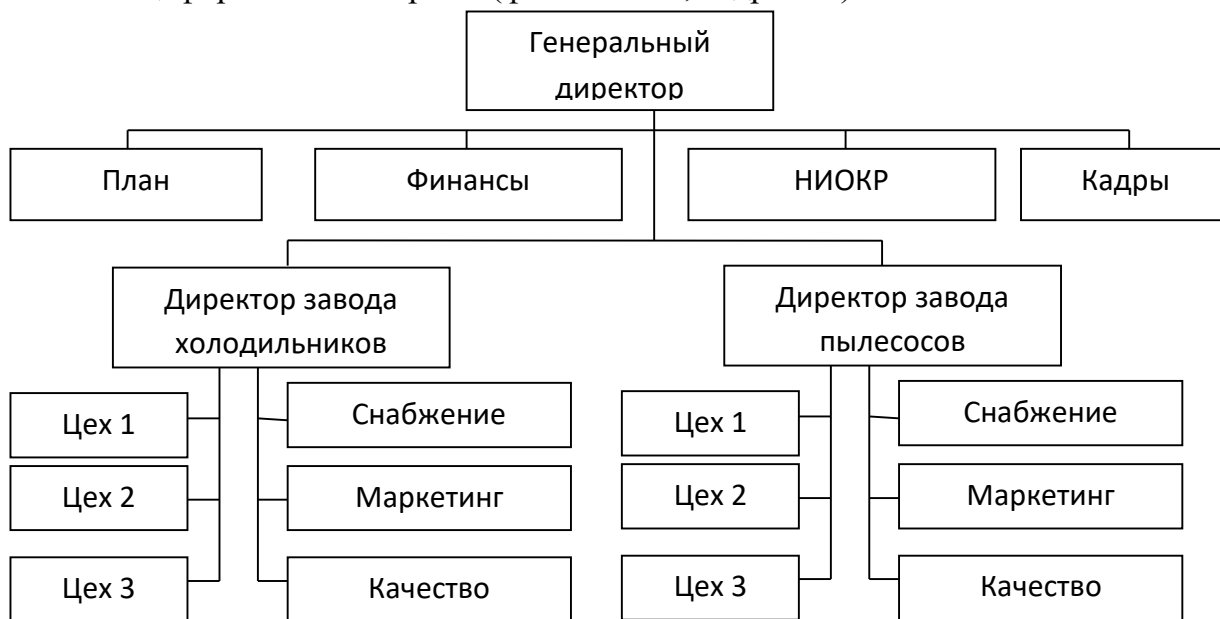 Генеральный
директор
План
Финансы
НИОКР
Кадры
Директор завода
холодильников
Директор завода
пылесосов
Цех 1
Снабжение
Цех 2
Маркетинг
Цех 3
Качество
Цех 1
Снабжение
Цех 2
Маркетинг
Цех 3
Качество